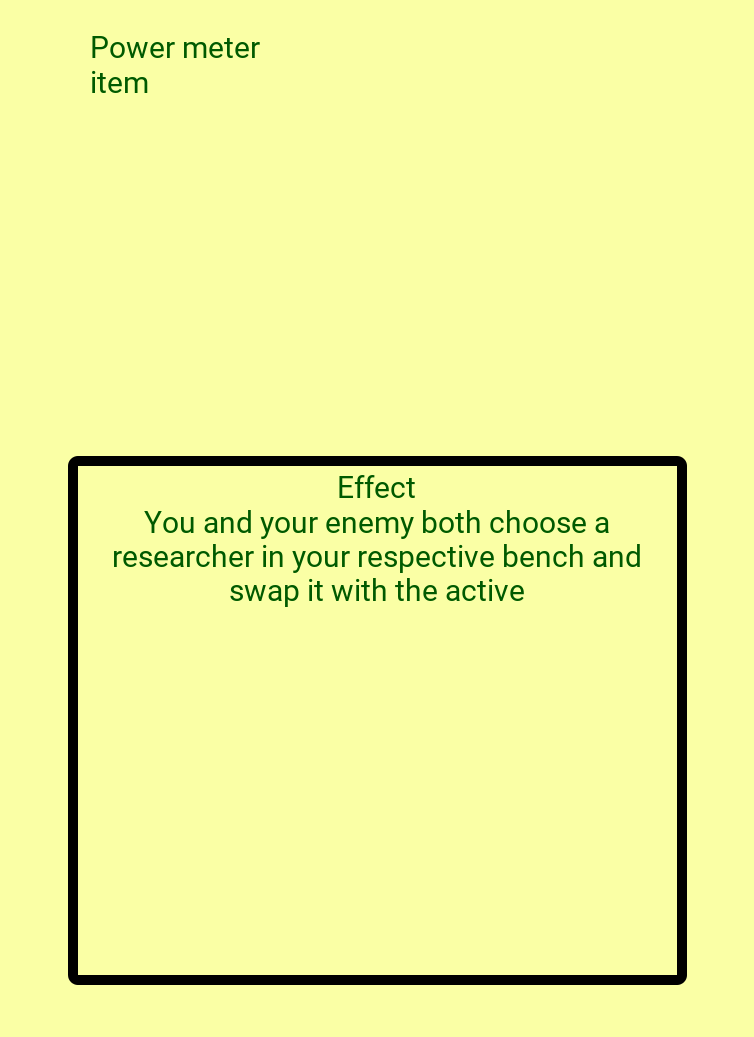 Power meter
item
Effect
You and your enemy both choose a
researcher in your respective bench and
swap it with the active